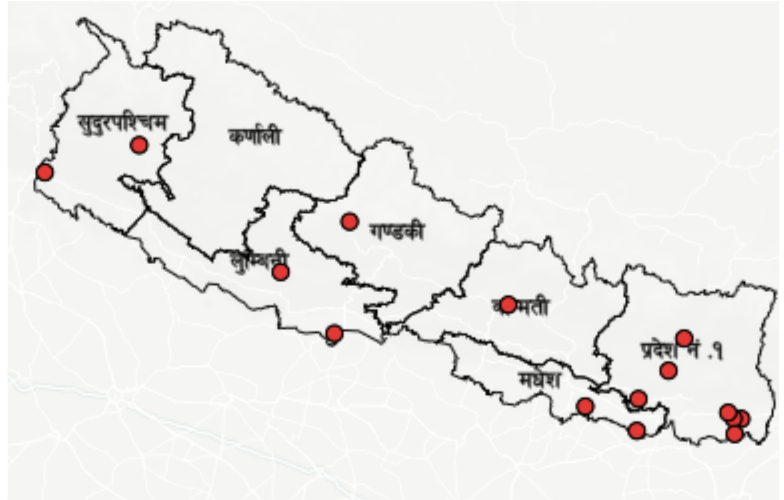 सुदुरपश्चिम
कर्णाली
गण्डकी
लुम्बिनी
प्रदेश नं .१
मधेश